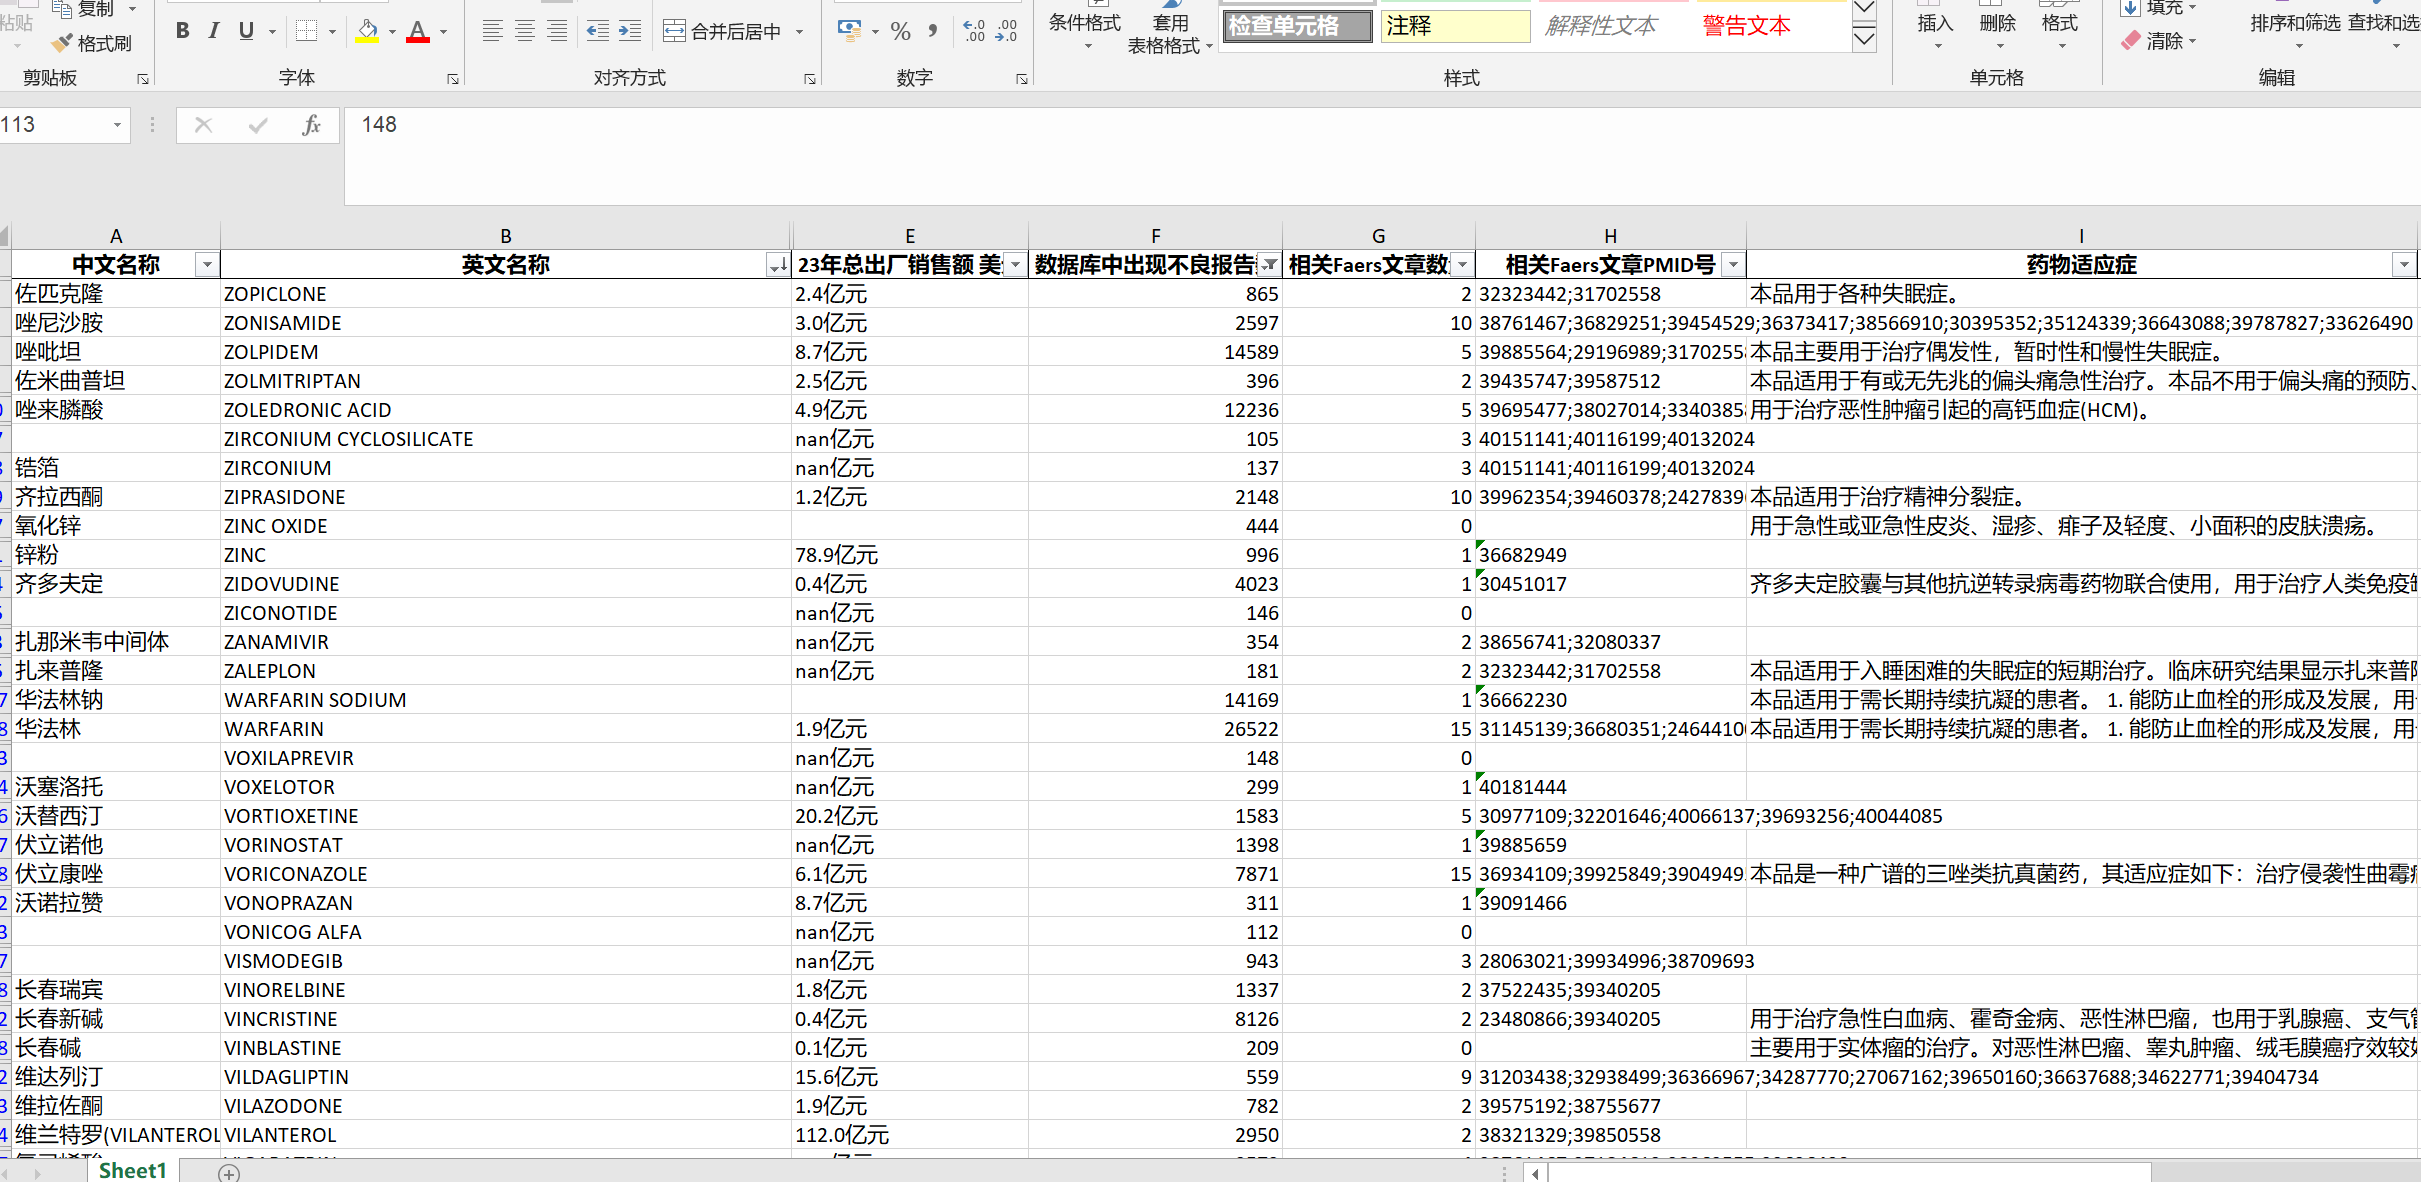 粘贴 复制 B I U A 合并后居中 % 条件格式 套用 检查单元格 注释 解释性文本 警告文本 插入 删除 格式 填充 排序和筛选 查找和选
格式刷 表格格式 清除
剪贴板 字体 对齐方式 数字 样式 单元格 编辑
113 fx 148
A B E F G H I
中文名称 英文名称 23年总出厂销售额 美 数据库中出现不良报告 相关Faers文章数 相关Faers文章PMID号 药物适应症
佐匹克隆 ZOPICLONE 2.4亿元 865 2 32323442;31702558 本品用于各种失眠症。
唑尼沙胺 ZONISAMIDE 3.0亿元 2597 10 38761467;36829251;39454529;36373417;38566910;30395352;35124339;36643088;39787827;33626490
唑吡坦 ZOLPIDEM 8.7亿元 14589 5 39885564;29196989;3170255 本品主要用于治疗偶发性，暂时性和慢性失眠症。
佐米曲普坦 ZOLMITRIPTAN 2.5亿元 396 2 39435747;39587512 本品适用于有或无先兆的偏头痛急性治疗。本品不用于偏头痛的预防、
唑来膦酸 ZOLEDRONIC ACID 4.9亿元 12236 5 39695477;38027014;3340385 用于治疗恶性肿瘤引起的高钙血症(HCM)。
ZIRCONIUM CYCLOSILICATE nan亿元 105 3 40151141;40116199;40132024
锆箔 ZIRCONIUM nan亿元 137 3 40151141;40116199;40132024
齐拉西酮 ZIPRASIDONE 1.2亿元 2148 10 39962354;39460378;2427839 本品适用于治疗精神分裂症。
氧化锌 ZINC OXIDE 444 0 用于急性或亚急性皮炎、湿疹、痱子及轻度、小面积的皮肤溃疡。
锌粉 ZINC 78.9亿元 996 1 36682949
齐多夫定 ZIDOVUDINE 0.4亿元 4023 1 30451017 齐多夫定胶囊与其他抗逆转录病毒药物联合使用，用于治疗人类免疫
ZICONOTIDE nan亿元 146 0
扎那米韦中间体 ZANAMIVIR nan亿元 354 2 38656741;32080337
扎来普隆 ZALEPLON nan亿元 181 2 32323442;31702558 本品适用于入睡困难的失眠症的短期治疗。临床研究结果显示扎来普
华法林钠 WARFARIN SODIUM 14169 1 36662230 本品适用于需长期持续抗凝的患者。 1. 能防止血栓的形成及发展，用
华法林 WARFARIN 1.9亿元 26522 15 31145139;36680351;2464410 本品适用于需长期持续抗凝的患者。 1. 能防止血栓的形成及发展，用
VOXILAPREVIR nan亿元 148 0
沃塞洛托 VOXELOTOR nan亿元 299 1 40181444
沃替西汀 VORTIOXETINE 20.2亿元 1583 5 30977109;32201646;40066137;39693256;40044085
伏立诺他 VORINOSTAT nan亿元 1398 1 39885659
伏立康唑 VORICONAZOLE 6.1亿元 7871 15 36934109;39925849;3904949 本品是一种广谱的三唑类抗真菌药，其适应症如下：治疗侵袭性曲霉
沃诺拉赞 VONOPRAZAN 8.7亿元 311 1 39091466
VONICOG ALFA nan亿元 112 0
VISMODEGIB nan亿元 943 3 28063021;39934996;38709693
长春瑞宾 VINORELBINE 1.8亿元 1337 2 37522435;39340205
长春新碱 VINCRISTINE 0.4亿元 8126 2 23480866;39340205 用于治疗急性白血病、霍奇金病、恶性淋巴瘤，也用于乳腺癌、支气
长春碱 VINBLASTINE 0.1亿元 209 0 主要用于实体瘤的治疗。对恶性淋巴瘤、睾丸肿瘤、绒毛膜癌疗效较
维达列汀 VILDAGLIPTIN 15.6亿元 559 9 31203438;32938499;36366967;34287770;27067162;39650160;36637688;34622771;39404734
维拉佐酮 VILAZODONE 1.9亿元 782 2 39575192;38755677
维兰特罗(VILANTEROL VILANTEROL 112.0亿元 2950 2 38321329;39850558
Sheet1